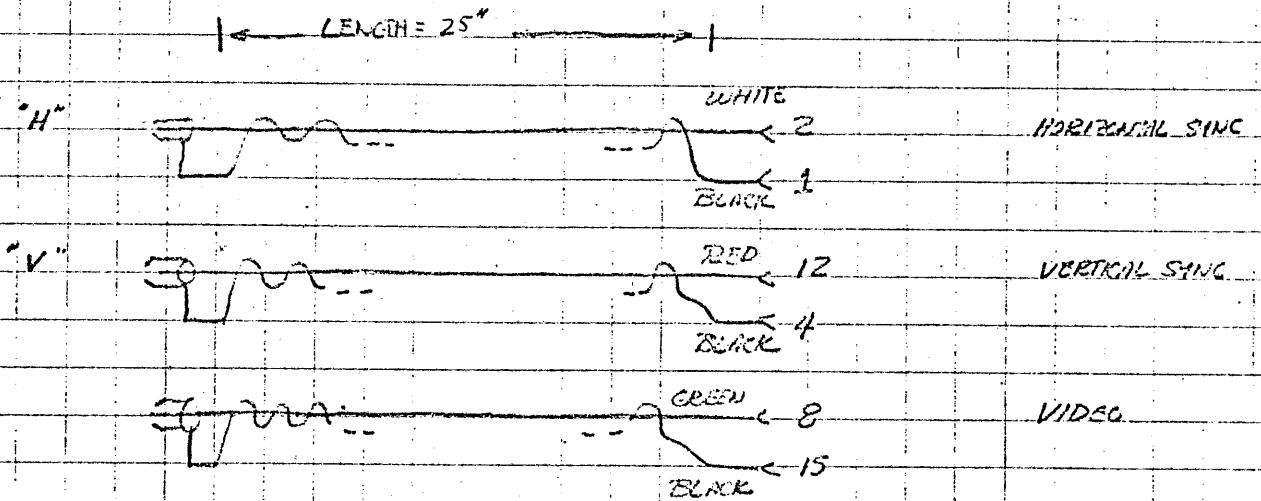 LENGTH = 25"
WHITE
"H" 2 HORIZONTAL SYNC
1
BLACK
RED
"V" 12 VERTICAL SYNC
4
BLACK
GREEN
8 VIDEO
15
BLACK